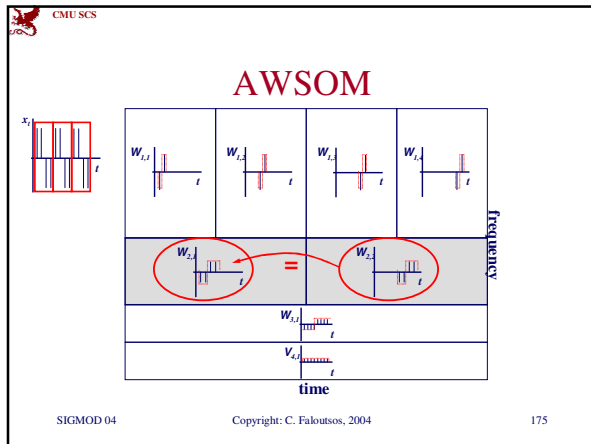 CMU SCS
AWSOM
xt
t
W1,1
t
W1,2
t
W1,3
t
W1,4
t
frequency
W2,1
t
=
W2,2
t
W3,1
t
V4,1
t
time
SIGMOD 04
Copyright: C. Faloutsos, 2004
175